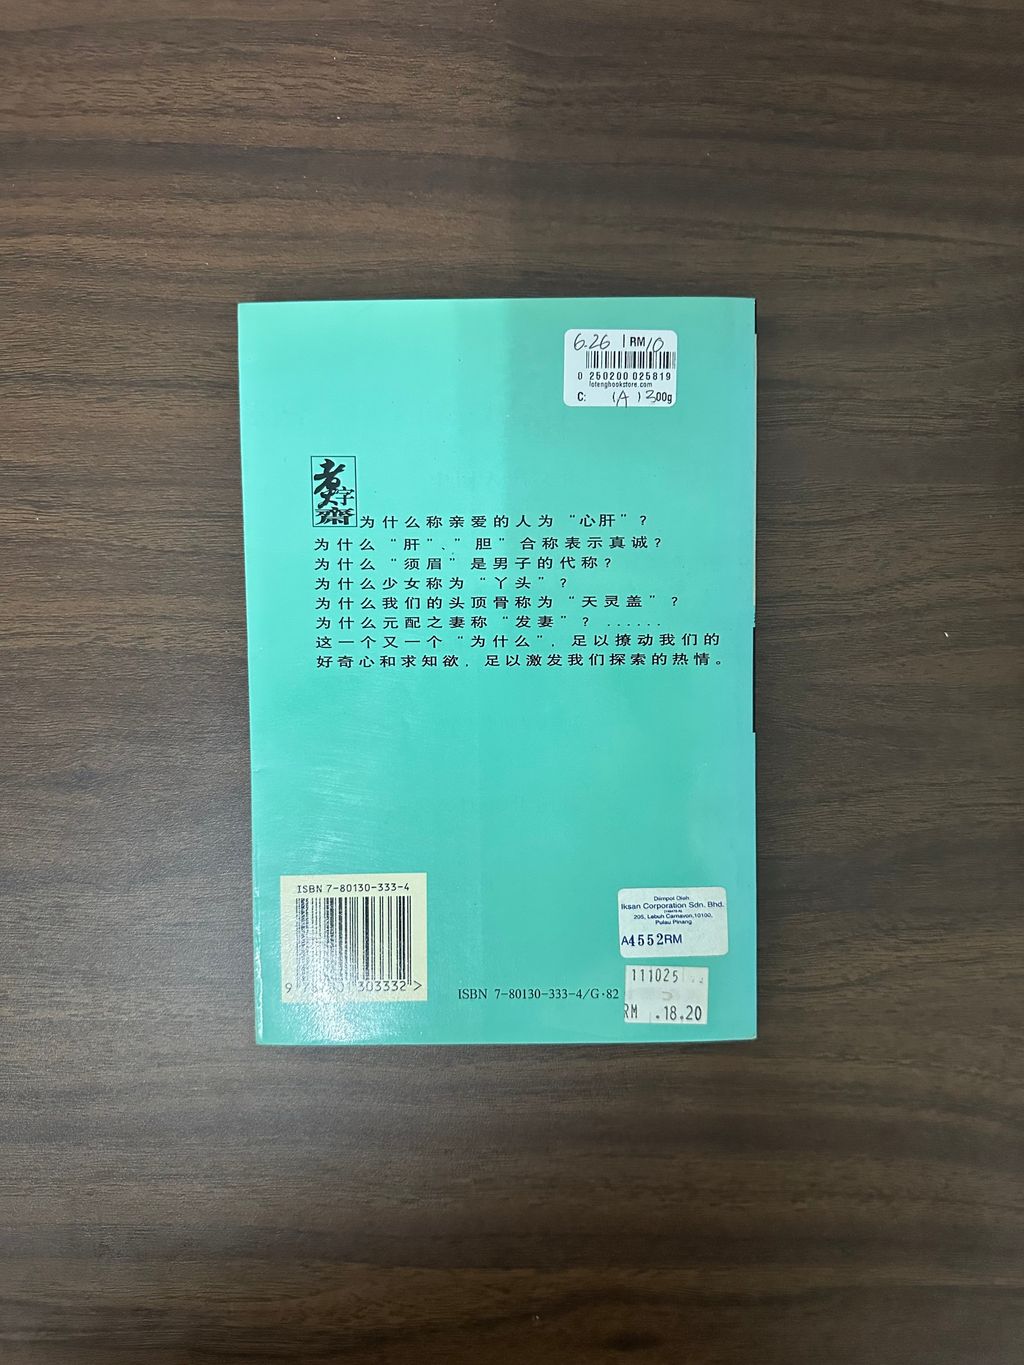 6.26 RM10
0 250200 025819
lotenghookstore.com
C: (A) 300g
煮字斋
为什么称亲爱的人为“心肝”?
为什么“肝”、“胆”合称表示真诚?
为什么“须眉”是男子的代称?
为什么少女称为“丫头”?
为什么我们的头顶骨称为“天灵盖”?
为什么元配之妻称“发妻”?......
这一个又一个“为什么”,足以撩动我们的
好奇心和求知欲,足以激发我们探索的热情。
ISBN 7-80130-333-4
9 787801 303332 >
ISBN 7-80130-333-4/G·82
Diimpot Oleh:
Iksan Corporation Sdn. Bhd.
205, Lebuh Carnavon,10100,
Pulau Pinang
A4552RM
111025
RM .18.20